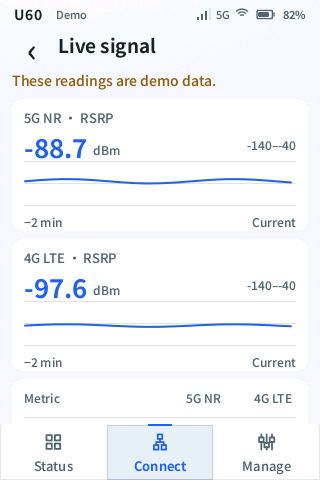 U60 Demo 5G 82%
Live signal
These readings are demo data.
5G NR • RSRP
-88.7 dBm -140–-40
−2 min Current
4G LTE • RSRP
-97.6 dBm -140–-40
−2 min Current
Metric 5G NR 4G LTE
Status Connect Manage